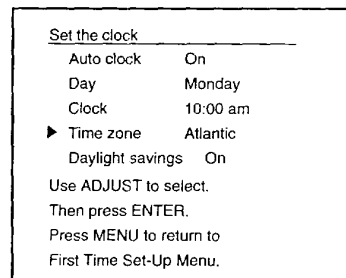 Set the clock
Auto clock On
Day Monday
Clock 10:00 am
▶ Time zone Atlantic
Daylight savings On
Use ADJUST to select.
Then press ENTER.
Press MENU to return to
First Time Set-Up Menu.